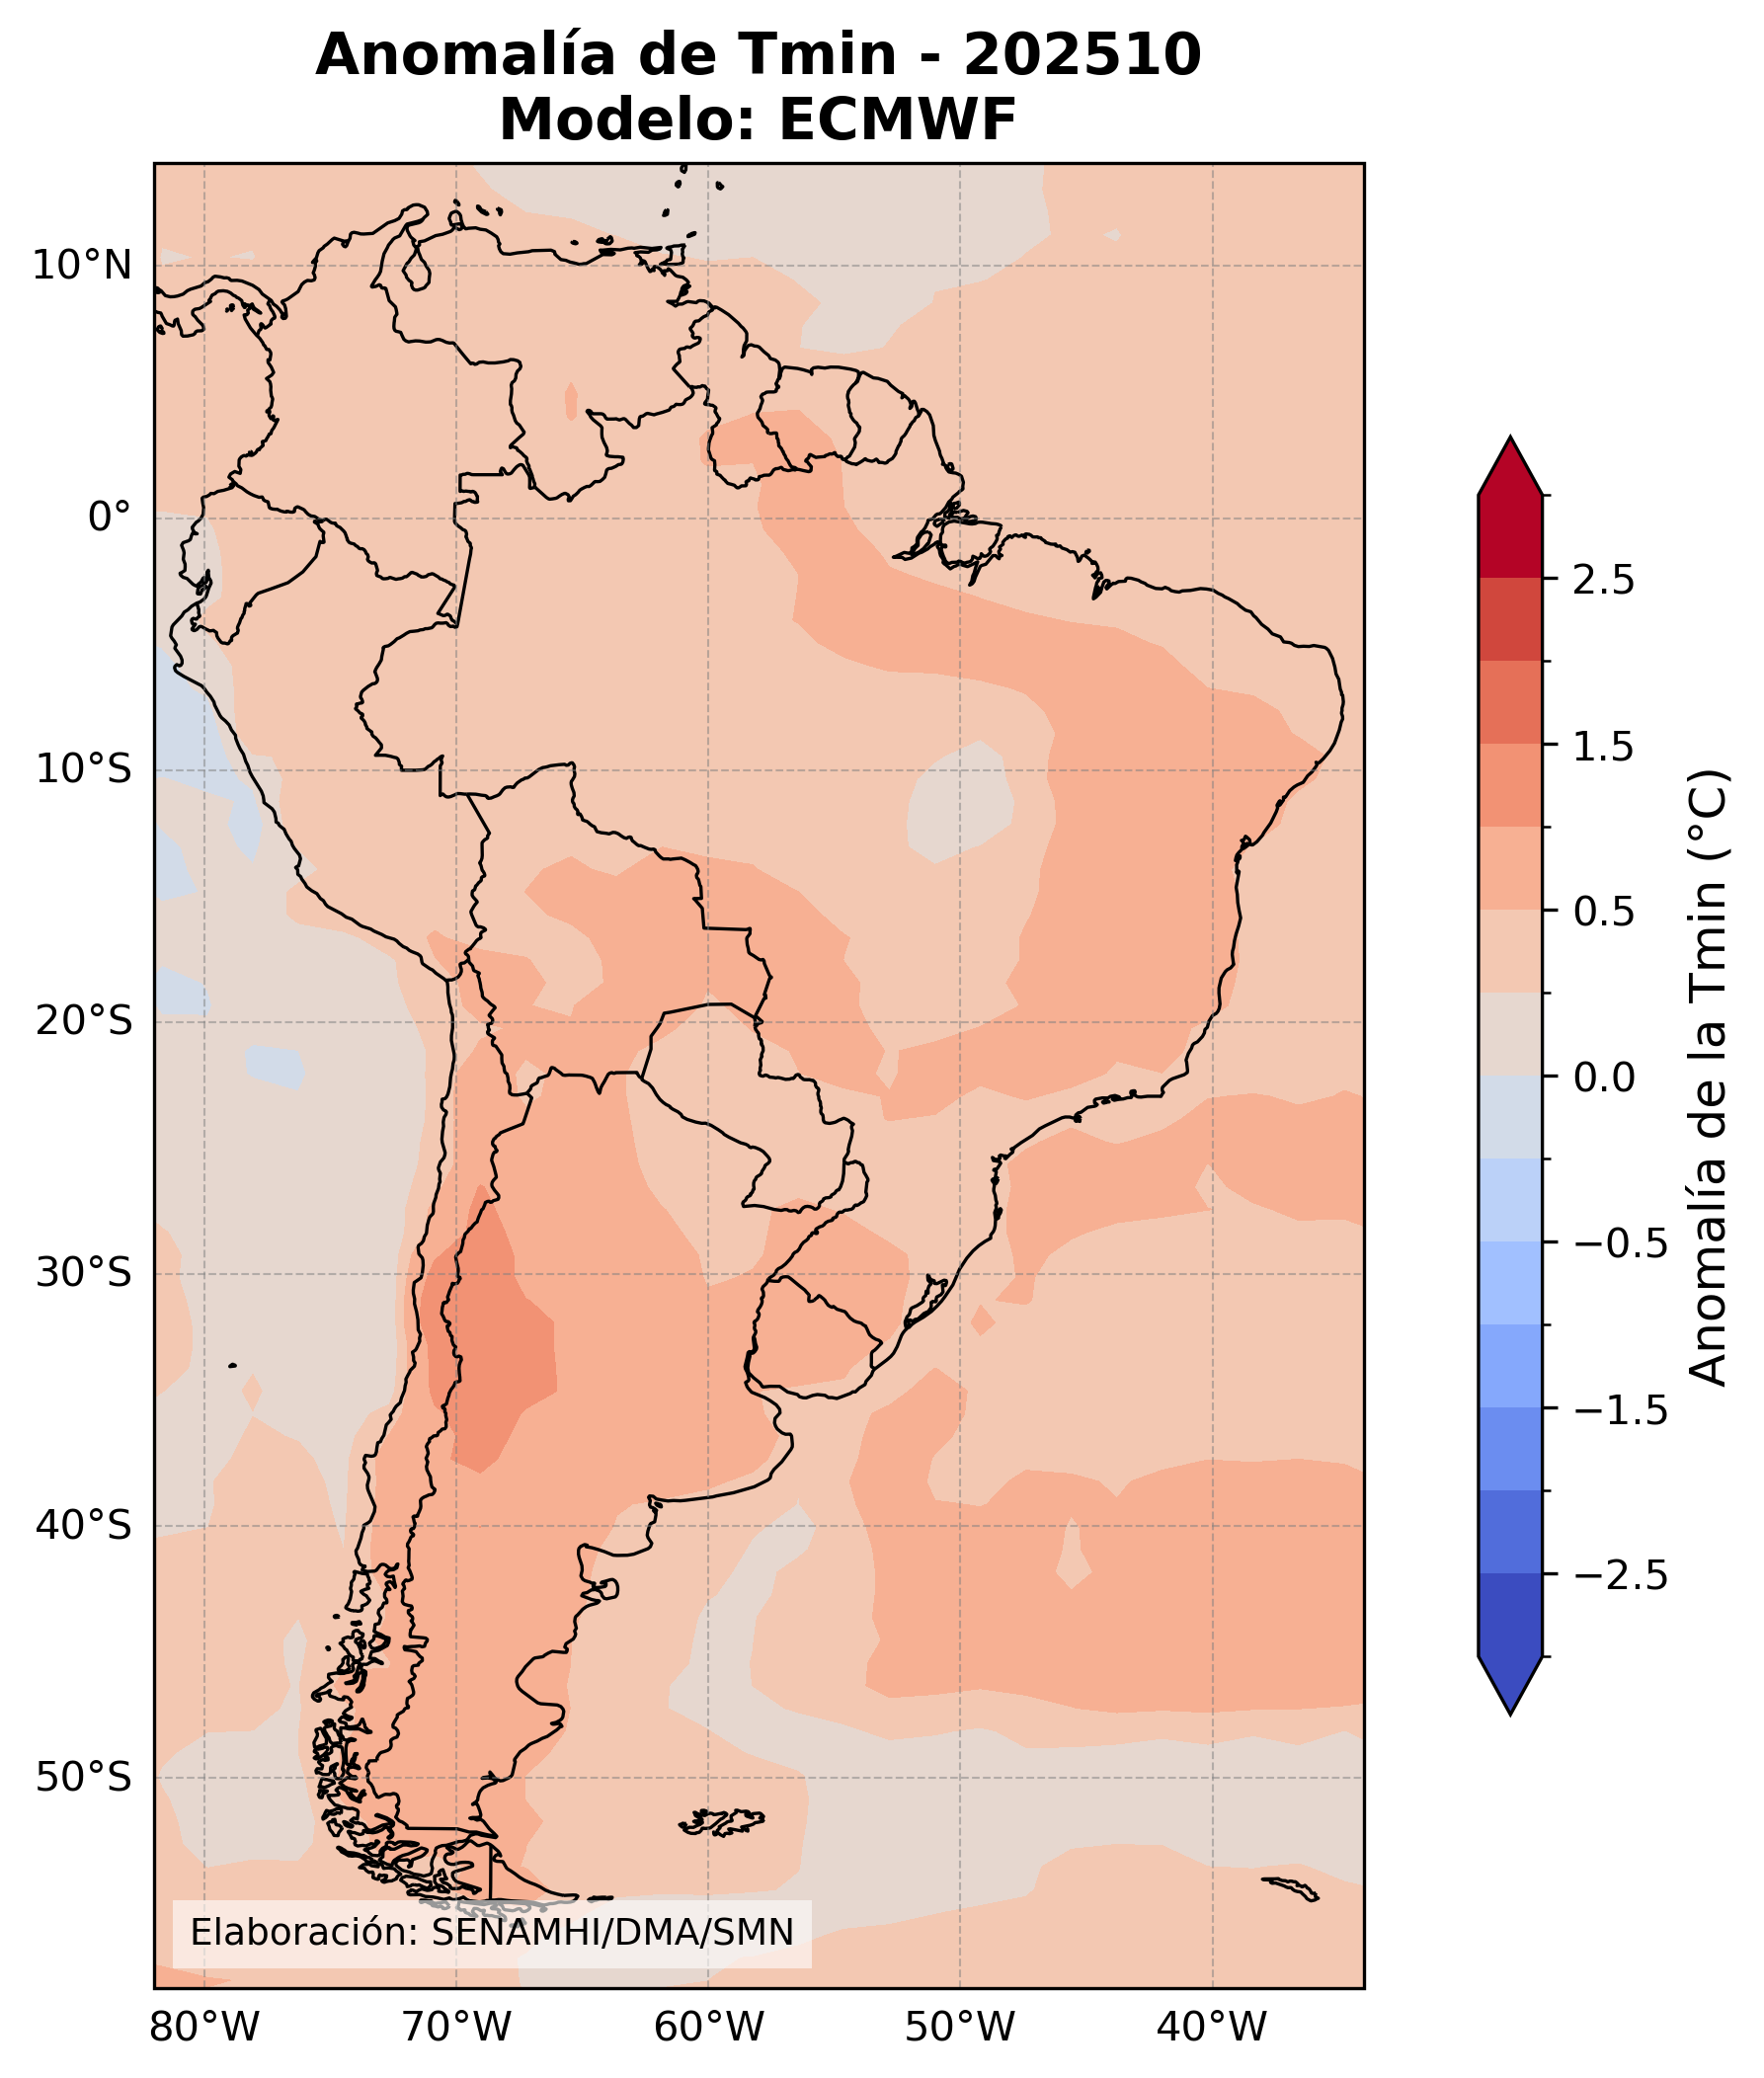 Anomalía de Tmin - 202510
Modelo: ECMWF
10°N
0°
10°S
20°S
30°S
40°S
50°S
80°W
70°W
60°W
50°W
40°W
Elaboración: SENAMHI/DMA/SMN
2.5
1.5
0.5
0.0
−0.5
−1.5
−2.5
Anomalía de la Tmin (°C)